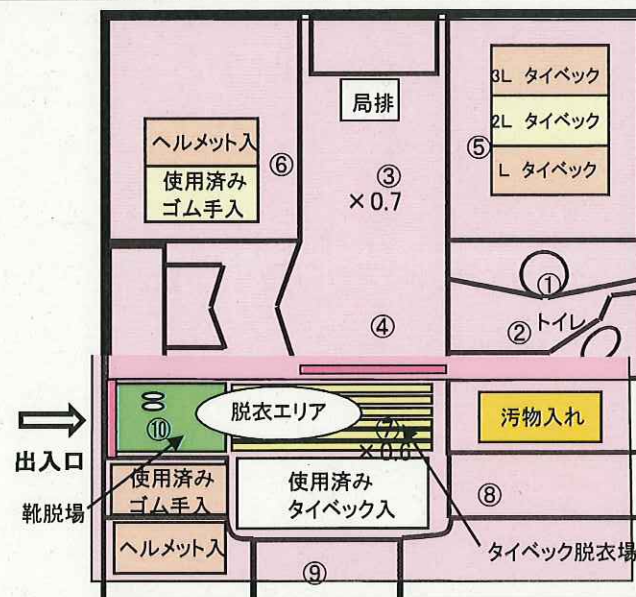 局排
3L タイベック
2L タイベック
L タイベック
⑤
ヘルメット入
使用済み
ゴム手入
⑥
③
×0.7
①
②
トイレ
④
脱衣エリア
⑩
⑦
×0.6
汚物入れ
出入口
靴脱場
使用済み
ゴム手入
使用済み
タイベック入
⑧
ヘルメット入
タイベック脱衣場
⑨